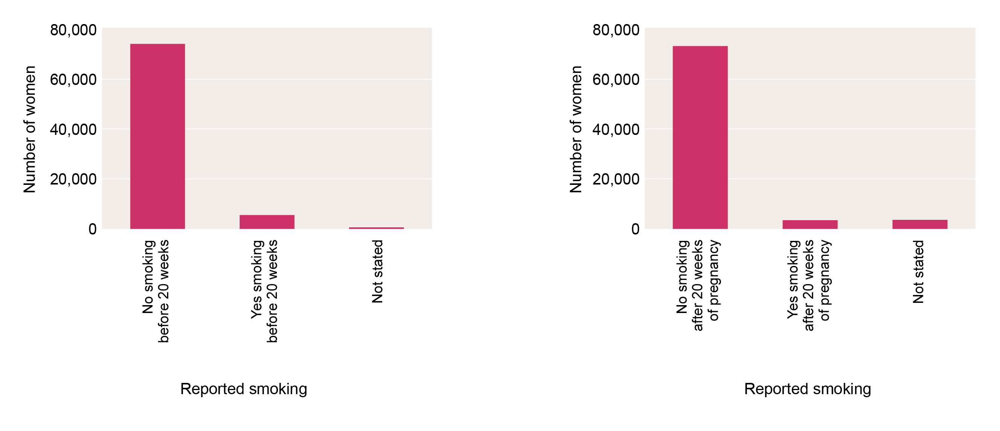 80,000
60,000
40,000
20,000
0
Number of women
No smoking
before 20 weeks
Yes smoking
before 20 weeks
Not stated
Reported smoking
80,000
60,000
40,000
20,000
0
Number of women
No smoking
after 20 weeks
of pregnancy
Yes smoking
after 20 weeks
of pregnancy
Not stated
Reported smoking